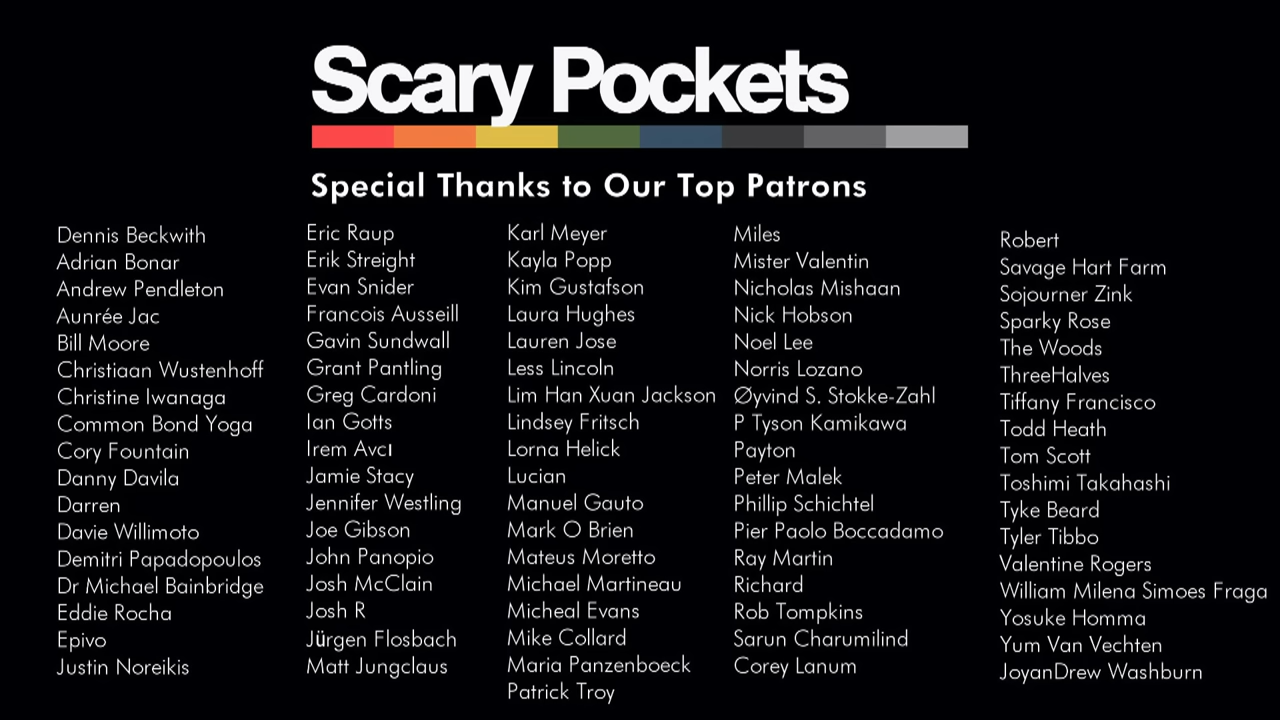 Scary Pockets
Special Thanks to Our Top Patrons
Dennis Beckwith
Adrian Bonar
Andrew Pendleton
Aunrée Jac
Bill Moore
Christiaan Wustenhoff
Christine Iwanaga
Common Bond Yoga
Cory Fountain
Danny Davila
Darren
Davie Willimoto
Demitri Papadopoulos
Dr Michael Bainbridge
Eddie Rocha
Epivo
Justin Noreikis
Eric Raup
Erik Streight
Evan Snider
Francois Ausseill
Gavin Sundwall
Grant Pantling
Greg Cardoni
Ian Gotts
Irem Avcı
Jamie Stacy
Jennifer Westling
Joe Gibson
John Panopio
Josh McClain
Josh R
Jürgen Flosbach
Matt Jungclaus
Karl Meyer
Kayla Popp
Kim Gustafson
Laura Hughes
Lauren Jose
Less Lincoln
Lim Han Xuan Jackson
Lindsey Fritsch
Lorna Helick
Lucian
Manuel Gauto
Mark O Brien
Mateus Moretto
Michael Martineau
Micheal Evans
Mike Collard
Maria Panzenboeck
Patrick Troy
Miles
Mister Valentin
Nicholas Mishaan
Nick Hobson
Noel Lee
Norris Lozano
Øyvind S. Stokke-Zahl
P Tyson Kamikawa
Payton
Peter Malek
Phillip Schichtel
Pier Paolo Boccadamo
Ray Martin
Richard
Rob Tompkins
Sarun Charumilind
Corey Lanum
Robert
Savage Hart Farm
Sojourner Zink
Sparky Rose
The Woods
ThreeHalves
Tiffany Francisco
Todd Heath
Tom Scott
Toshimi Takahashi
Tyke Beard
Tyler Tibbo
Valentine Rogers
William Milena Simoes Fraga
Yosuke Homma
Yum Van Vechten
JoyanDrew Washburn